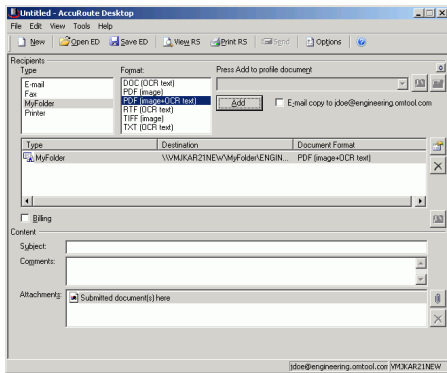 Untitled - AccuRoute Desktop
File Edit View Tools Help
New Open ED Save ED View RS Print RS Send Options
Recipients
Type Format: Press Add to profile document
E-mail
Fax
MyFolder
Printer
DOC (OCR text)
PDF (image)
PDF (image+OCR text)
RTF (OCR text)
TIFF (image)
TXT (OCR text)
Add E-mail copy to jdoe@engineering.omtool.com
Type Destination Document Format
MyFolder \\VMJKAR21NEW\MyFolder\ENGIN... PDF (image+OCR text)
Billing
Content
Subject:
Comments:
Attachments: Submitted document(s) here
jdoe@engineering.omtool.com VMJKAR21NEW